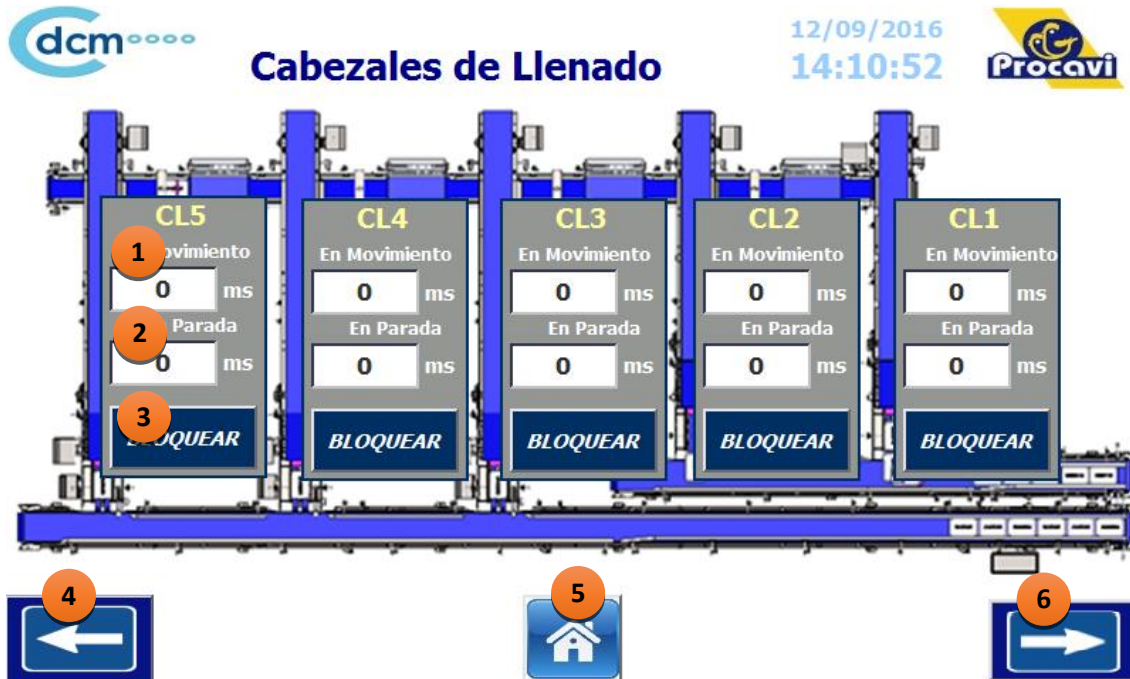 dcm
12/09/2016
Cabezales de Llenado
14:10:52
Procavi
CL5 CL4 CL3 CL2 CL1
1 ovimiento En Movimiento En Movimiento En Movimiento En Movimiento
0 ms 0 ms 0 ms 0 ms 0 ms
2 Parada En Parada En Parada En Parada En Parada
0 ms 0 ms 0 ms 0 ms 0 ms
3
BLOQUEAR BLOQUEAR BLOQUEAR BLOQUEAR BLOQUEAR
4 5 6